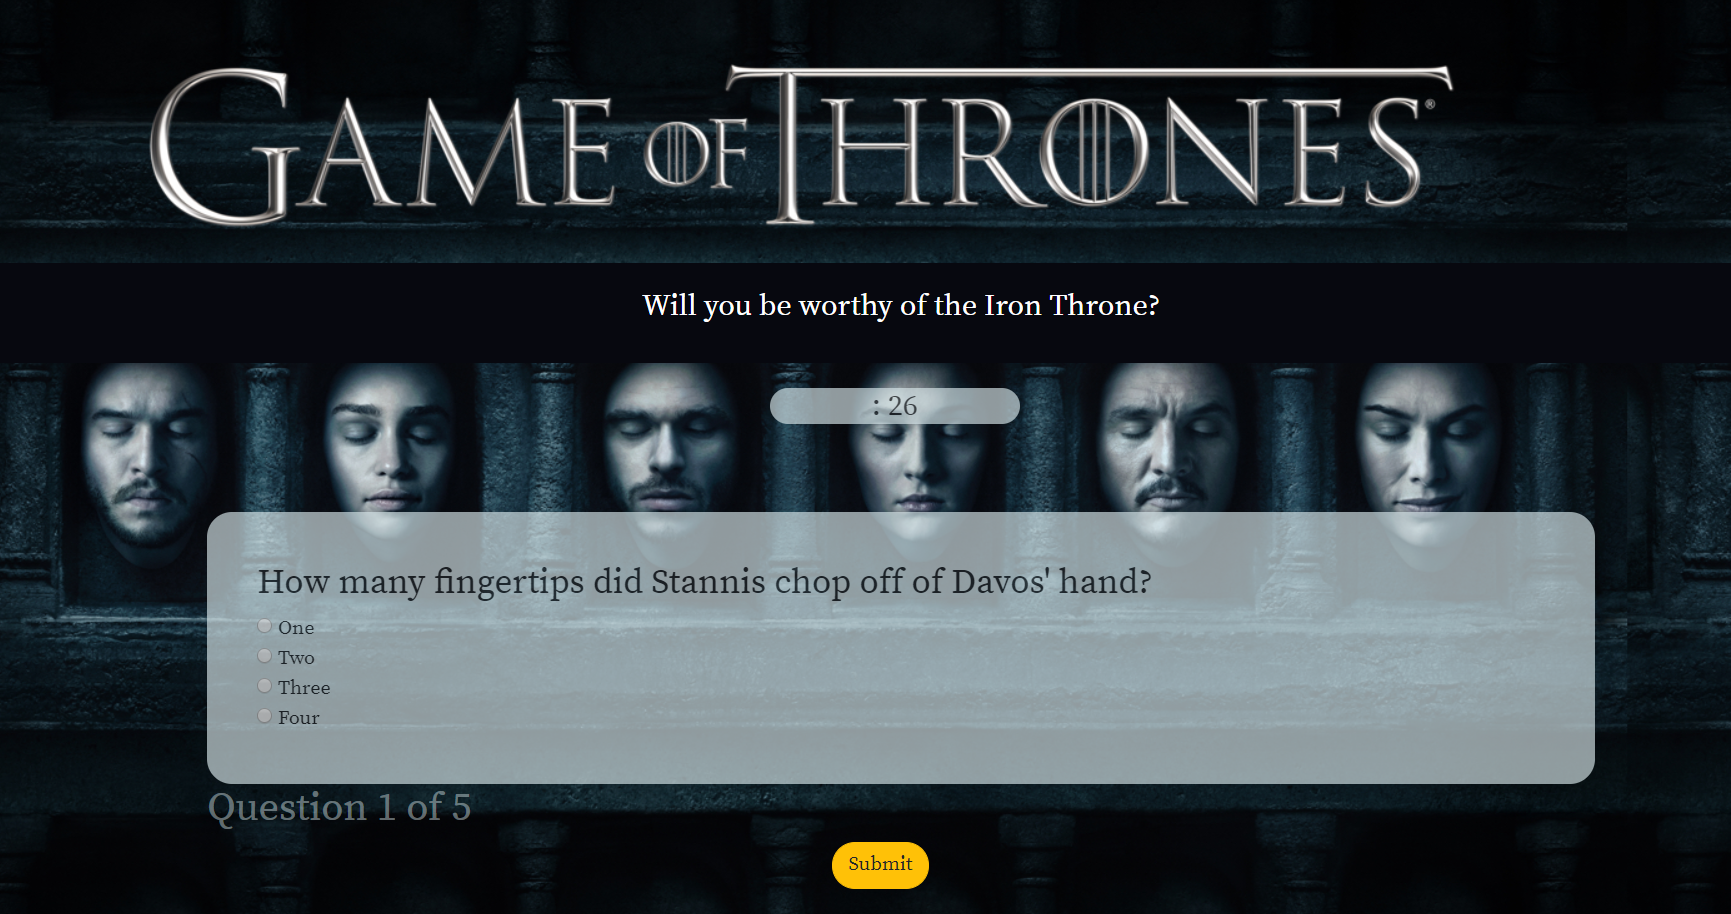 GAME OF THRONES®
Will you be worthy of the Iron Throne?
: 26
How many fingertips did Stannis chop off of Davos' hand?
One
Two
Three
Four
Question 1 of 5
Submit